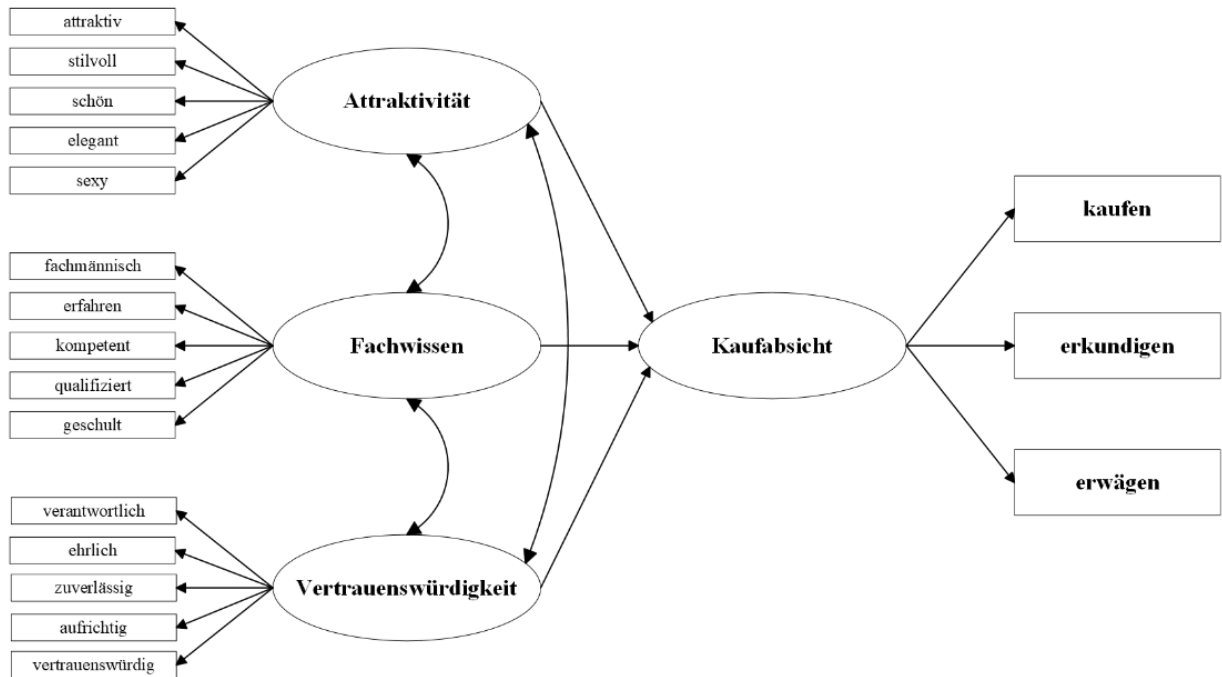 attraktiv
stilvoll
schön
elegant
sexy
Attraktivität
fachmännisch
erfahren
kompetent
qualifiziert
geschult
Fachwissen
verantwortlich
ehrlich
zuverlässig
aufrichtig
vertrauenswürdig
Vertrauenswürdigkeit
Kaufabsicht
kaufen
erkundigen
erwägen